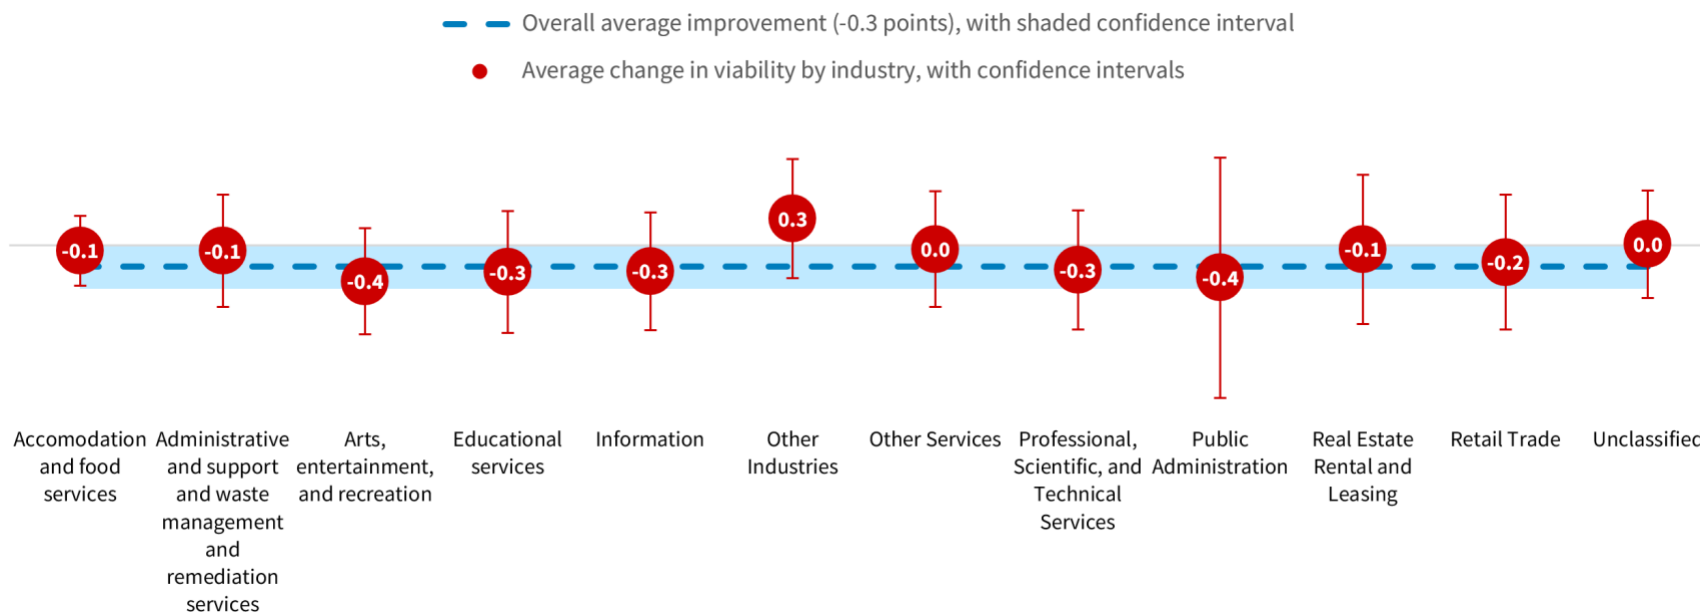 Overall average improvement (-0.3 points), with shaded confidence interval
Average change in viability by industry, with confidence intervals
-0.1
-0.1
-0.4
-0.3
-0.3
0.3
0.0
-0.3
-0.4
-0.1
-0.2
0.0
Accomodation
and food
services
Administrative
and support
and waste
management
and
remediation
services
Arts,
entertainment,
and recreation
Educational
services
Information
Other
Industries
Other Services
Professional,
Scientific, and
Technical
Services
Public
Administration
Real Estate
Rental and
Leasing
Retail Trade
Unclassified